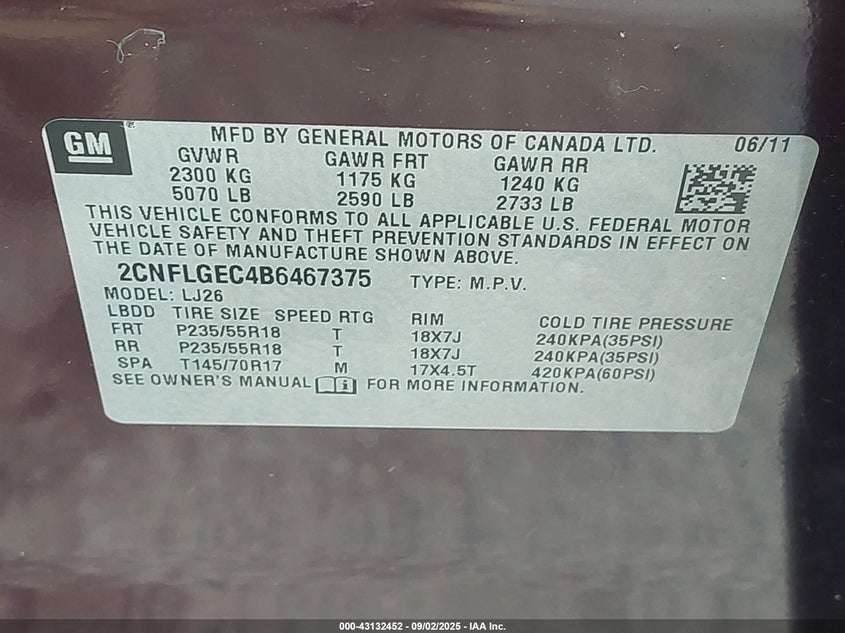 GM ® MFD BY GENERAL MOTORS OF CANADA LTD. 06/11
GVWR GAWR FRT GAWR RR
2300 KG 1175 KG 1240 KG
5070 LB 2590 LB 2733 LB
THIS VEHICLE CONFORMS TO ALL APPLICABLE U.S. FEDERAL MOTOR
VEHICLE SAFETY AND THEFT PREVENTION STANDARDS IN EFFECT ON
THE DATE OF MANUFACTURE SHOWN ABOVE.
2CNFLGEC4B6467375 TYPE: M.P.V.
MODEL: LJ26
LBDD TIRE SIZE SPEED RTG RIM COLD TIRE PRESSURE
FRT P235/55R18 T 18X7J 240KPA(35PSI)
RR P235/55R18 T 18X7J 240KPA(35PSI)
SPA T145/70R17 M 17X4.5T 420KPA(60PSI)
SEE OWNER'S MANUAL i FOR MORE INFORMATION.
000-43132452 - 09/02/2025 - IAA Inc.